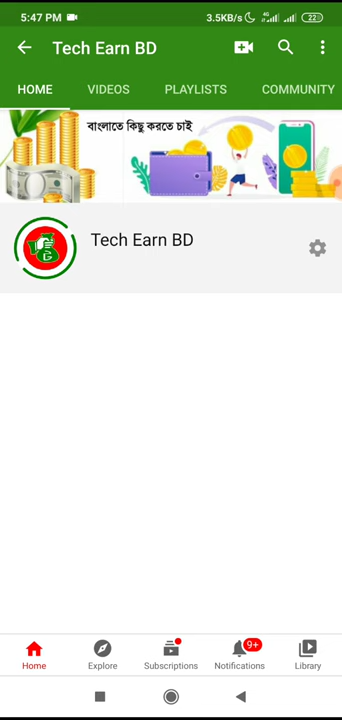 5:47 PM
3.5KB/s
4G
22
Tech Earn BD
HOME VIDEOS PLAYLISTS COMMUNITY
বাংলাতে কিছু করতে চাই
Tech Earn BD
9+
Home Explore Subscriptions Notifications Library